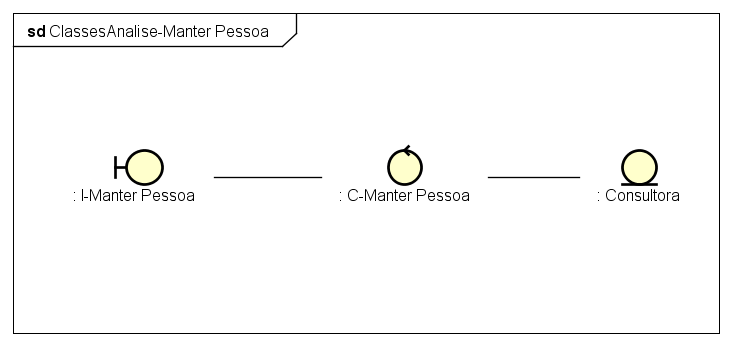 sd ClassesAnalise-Manter Pessoa
: I-Manter Pessoa
: C-Manter Pessoa
: Consultora